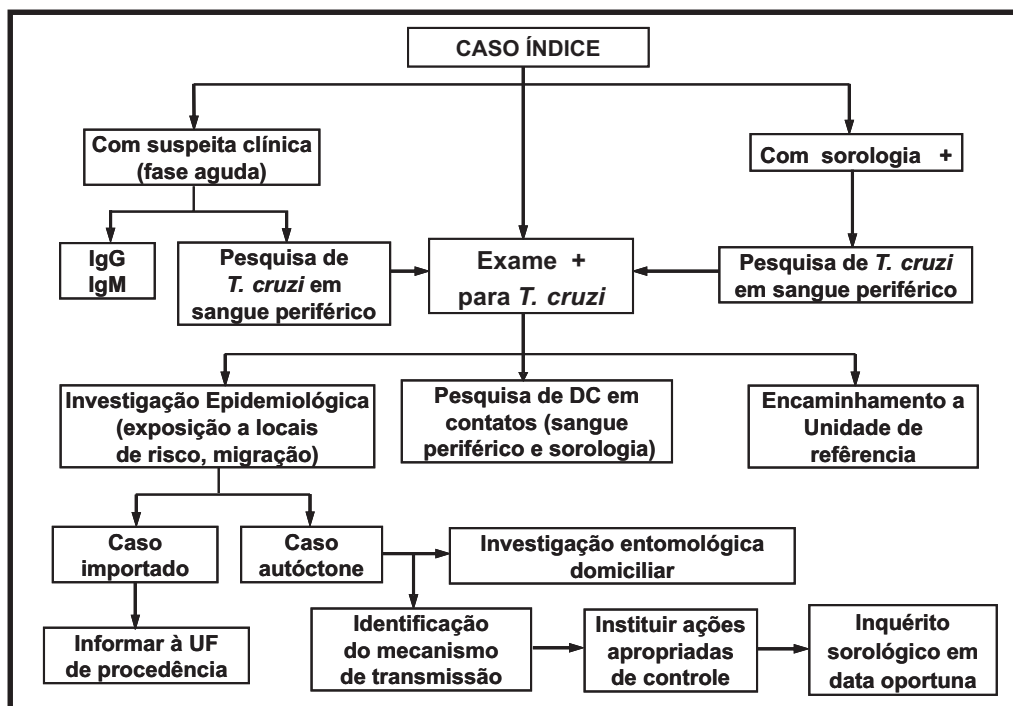 CASO ÍNDICE
Com suspeita clínica
(fase aguda)
Com sorologia +
IgG
IgM
Pesquisa de
T. cruzi em
sangue periférico
Exame +
para T. cruzi
Pesquisa de T. cruzi
em sangue periférico
Investigação Epidemiológica
(exposição a locais
de risco, migração)
Pesquisa de DC em
contatos (sangue
periférico e sorologia)
Encaminhamento a
Unidade de
refêrencia
Caso
importado
Caso
autóctone
Investigação entomológica
domiciliar
Informar à UF
de procedência
Identificação
do mecanismo
de transmissão
Instituir ações
apropriadas
de controle
Inquérito
sorológico em
data oportuna